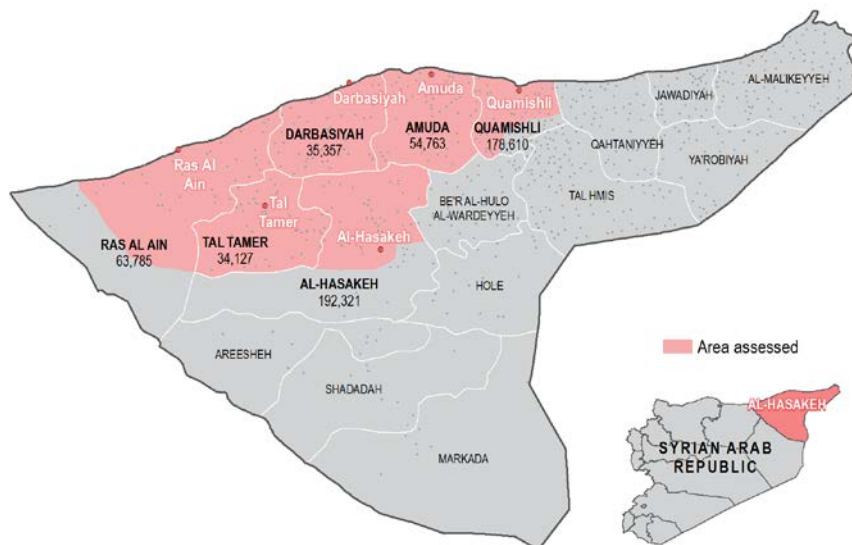 AL-MALIKEYYEH
Amuda
Darbasiyah
Quamishli
JAWADIYAH
DARBASIYAH
35,357
AMUDA
54,763
QUAMISHLI
178,610
QAHTANIYYEH
YA'ROBIYAH
Ras Al
Ain
TAL HMIS
Tal
Tamer
BE'R AL-HULO
AL-WARDEYYEH
Al-Hasakeh
RAS AL AIN
63,785
TAL TAMER
34,127
AL-HASAKEH
192,321
HOLE
Area assessed
AREESHEH
SHADADAH
MARKADA
AL-HASAKEH
SYRIAN ARAB
REPUBLIC